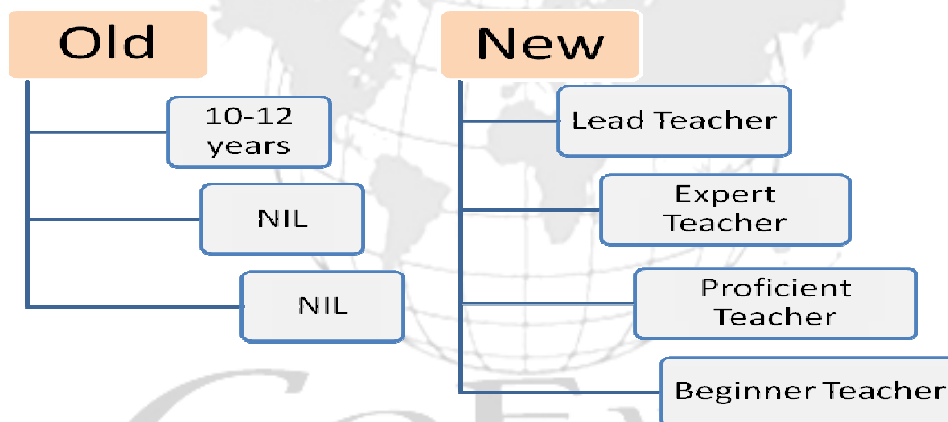 Old
10-12
years
NIL
NIL
New
Lead Teacher
Expert
Teacher
Proficient
Teacher
Beginner Teacher